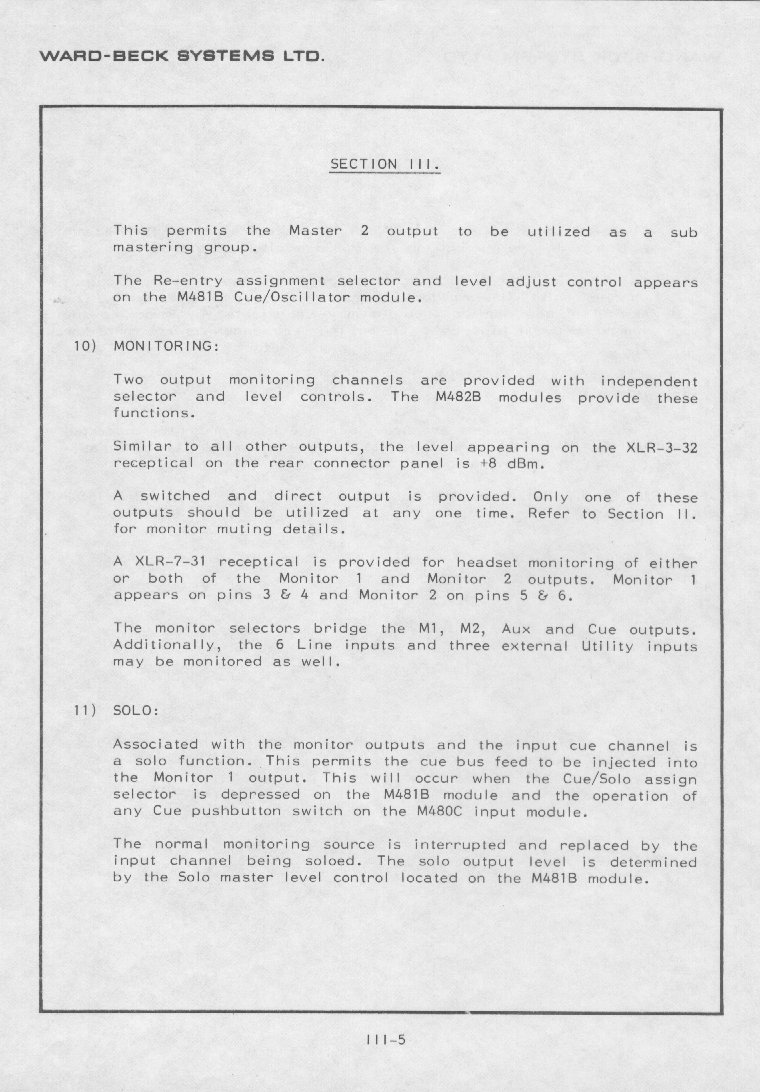 WARD-BECK SYSTEMS LTD.
SECTION III.
This permits the Master 2 output to be utilized as a sub
mastering group.
The Re-entry assignment selector and level adjust control appears
on the M481B Cue/Oscillator module.
10) MONITORING:
Two output monitoring channels are provided with independent
selector and level controls. The M482B modules provide these
functions.
Similar to all other outputs, the level appearing on the XLR-3-32
receptical on the rear connector panel is +8 dBm.
A switched and direct output is provided. Only one of these
outputs should be utilized at any one time. Refer to Section II.
for monitor muting details.
A XLR-7-31 receptical is provided for headset monitoring of either
or both of the Monitor 1 and Monitor 2 outputs. Monitor 1
appears on pins 3 & 4 and Monitor 2 on pins 5 & 6.
The monitor selectors bridge the M1, M2, Aux and Cue outputs.
Additionally, the 6 Line inputs and three external Utility inputs
may be monitored as well.
11) SOLO:
Associated with the monitor outputs and the input cue channel is
a solo function. This permits the cue bus feed to be injected into
the Monitor 1 output. This will occur when the Cue/Solo assign
selector is depressed on the M481B module and the operation of
any Cue pushbutton switch on the M480C input module.
The normal monitoring source is interrupted and replaced by the
input channel being soloed. The solo output level is determined
by the Solo master level control located on the M481B module.
III-5